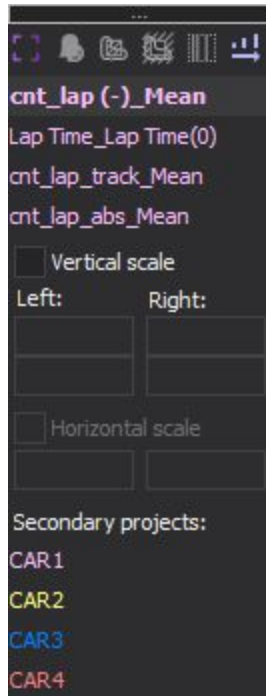 ...
cnt_lap (-)_Mean
Lap Time_Lap Time(0)
cnt_lap_track_Mean
cnt_lap_abs_Mean
Vertical scale
Left: Right:
Horizontal scale
Secondary projects:
CAR1
CAR2
CAR3
CAR4